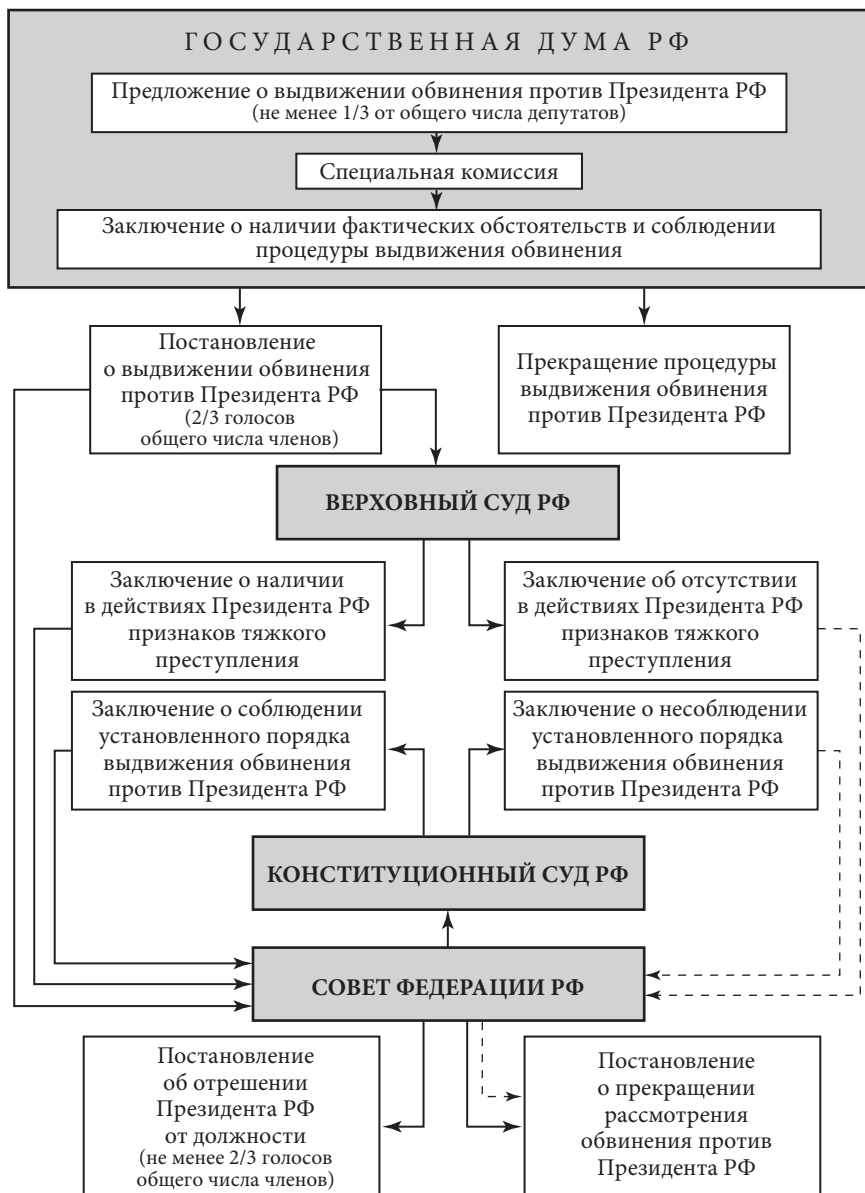 ГОСУДАРСТВЕННАЯ ДУМА РФ
Предложение о выдвижении обвинения против Президента РФ
(не менее 1/3 от общего числа депутатов)
Специальная комиссия
Заключение о наличии фактических обстоятельств и соблюдении
процедуры выдвижения обвинения
Постановление
о выдвижении обвинения
против Президента РФ
(2/3 голосов
общего числа членов)
Прекращение процедуры
выдвижения обвинения
против Президента РФ
ВЕРХОВНЫЙ СУД РФ
Заключение о наличии
в действиях Президента РФ
признаков тяжкого
преступления
Заключение об отсутствии
в действиях Президента РФ
признаков тяжкого
преступления
Заключение о соблюдении
установленного порядка
выдвижения обвинения
против Президента РФ
Заключение о несоблюдении
установленного порядка
выдвижения обвинения
против Президента РФ
КОНСТИТУЦИОННЫЙ СУД РФ
СОВЕТ ФЕДЕРАЦИИ РФ
Постановление
об отрешении
Президента РФ
от должности
(не менее 2/3 голосов
общего числа членов)
Постановление
о прекращении
рассмотрения
обвинения против
Президента РФ